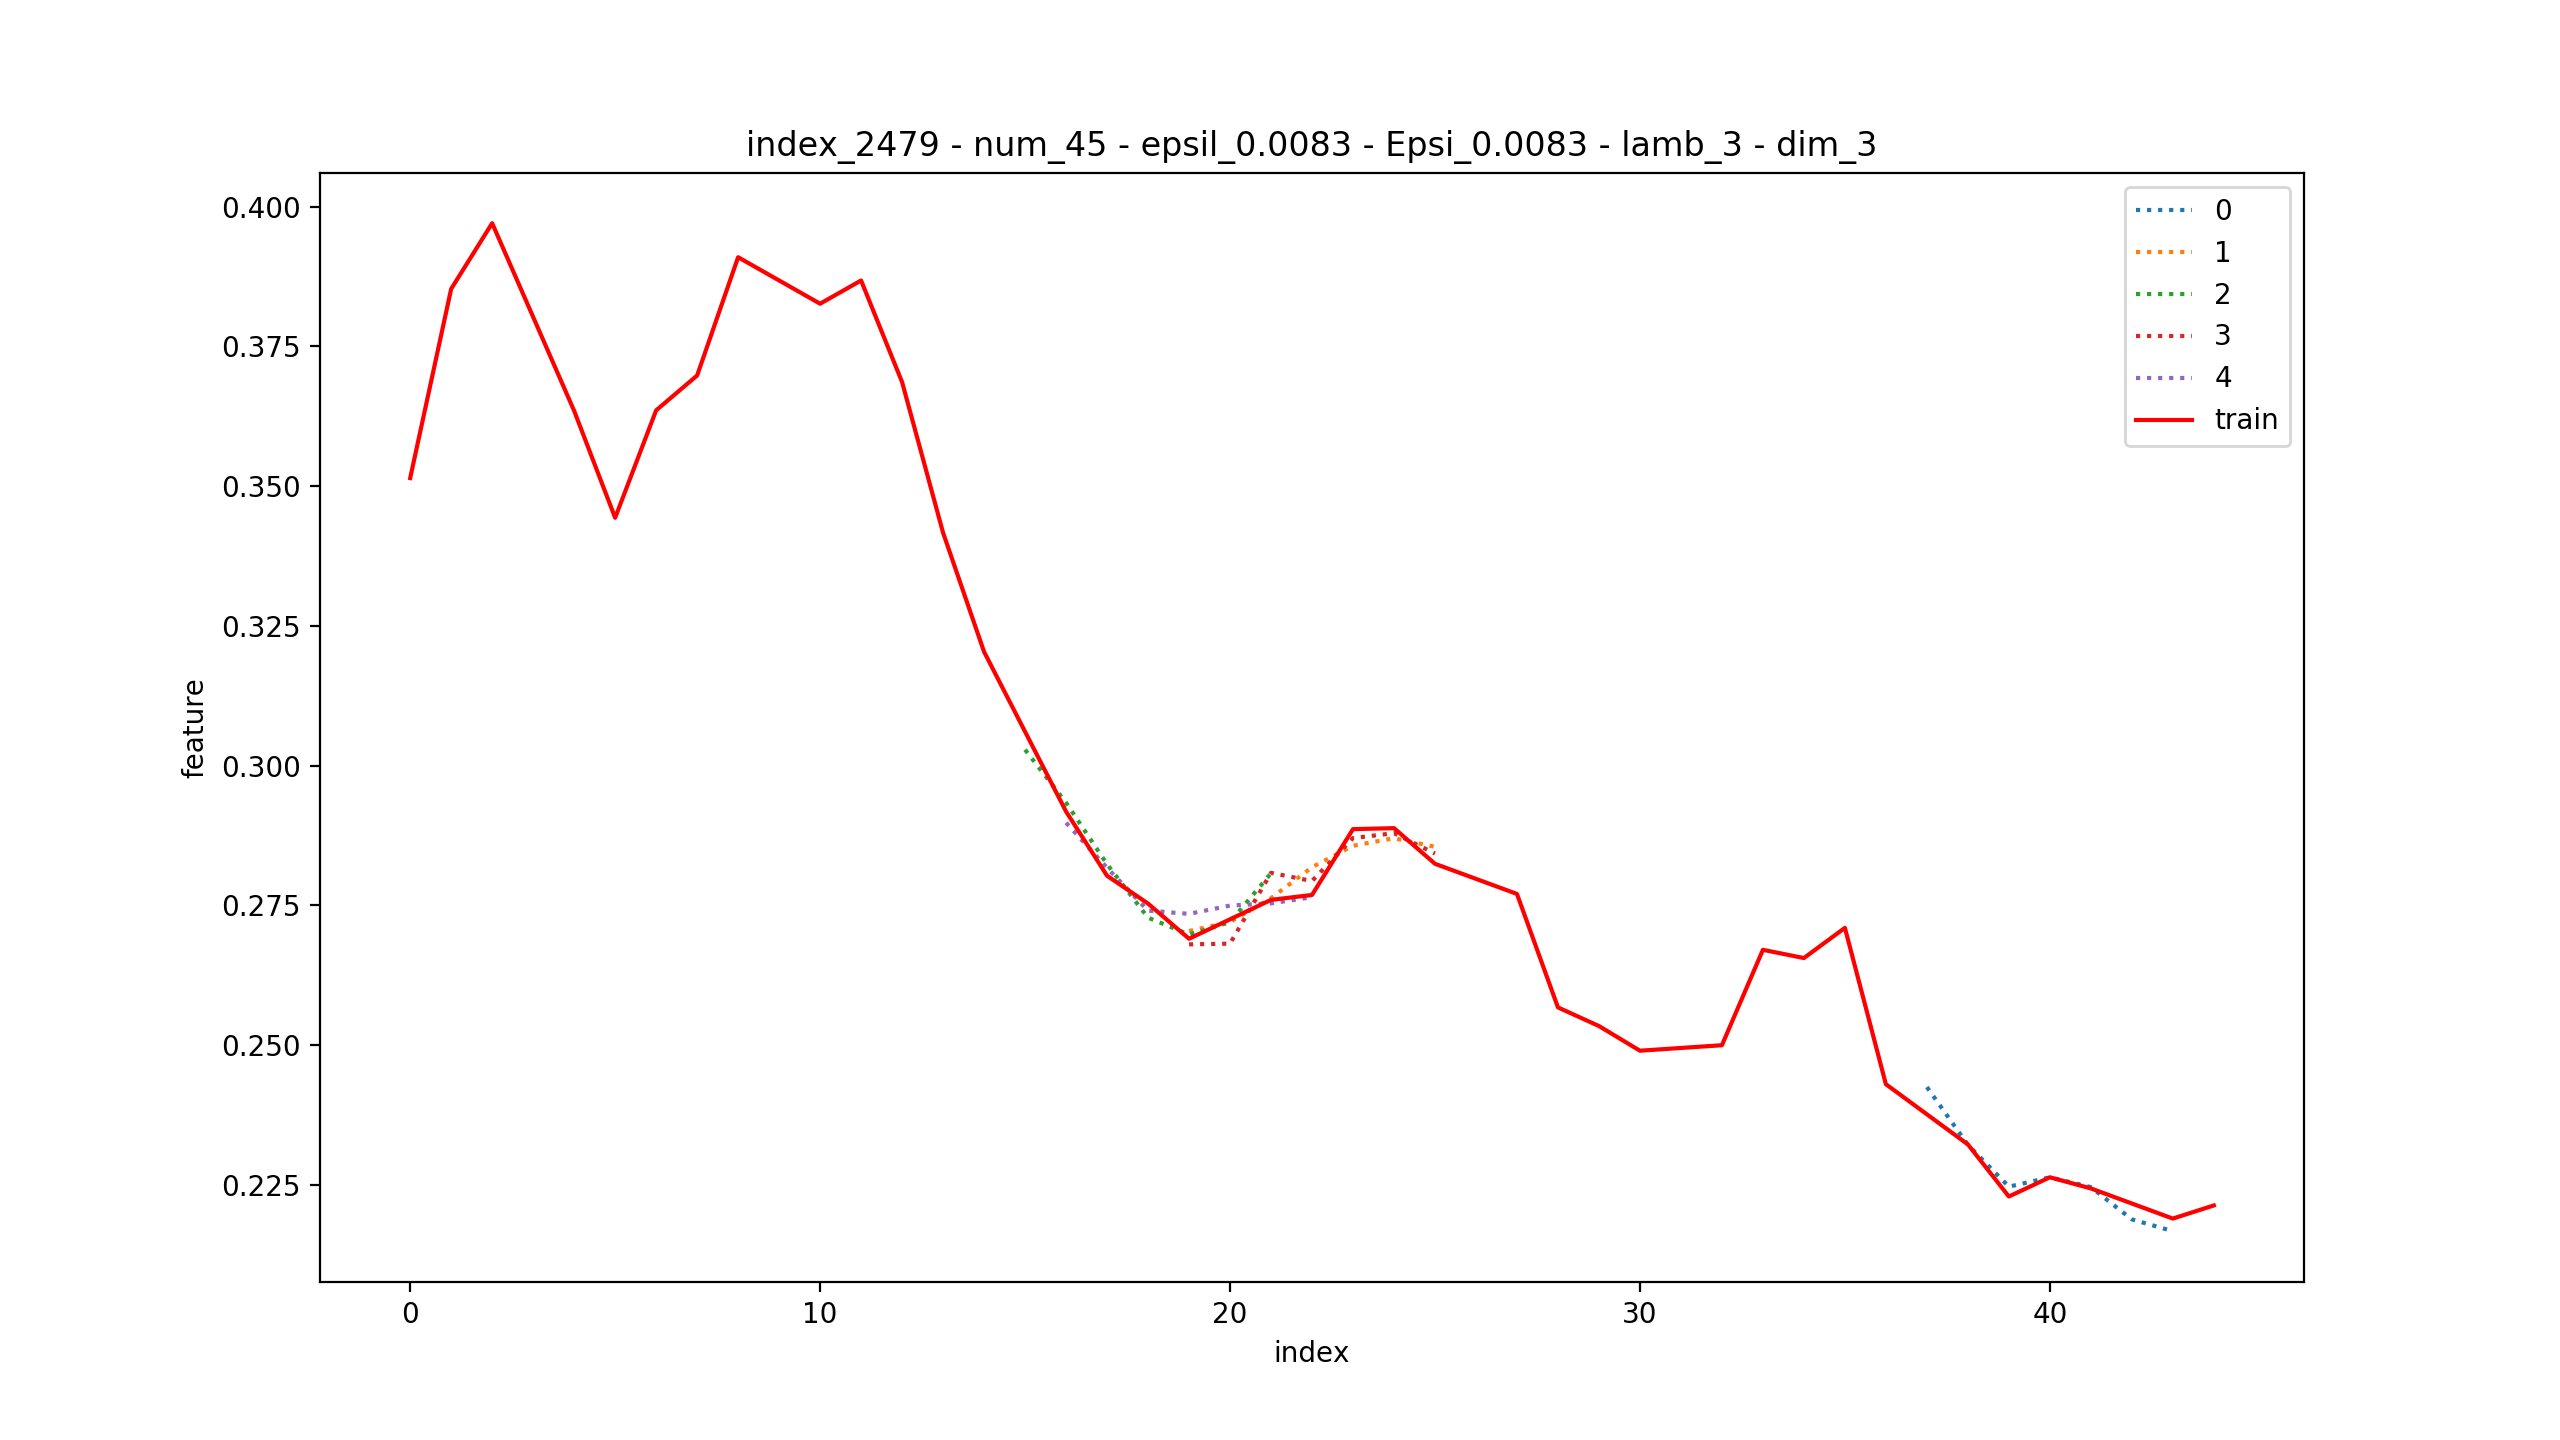 index_2479 - num_45 - epsil_0.0083 - Epsi_0.0083 - lamb_3 - dim_3
0.400
0.375
0.350
0.325
0.300
0.275
0.250
0.225
feature
0
1
2
3
4
train
0 10 20 30 40
index